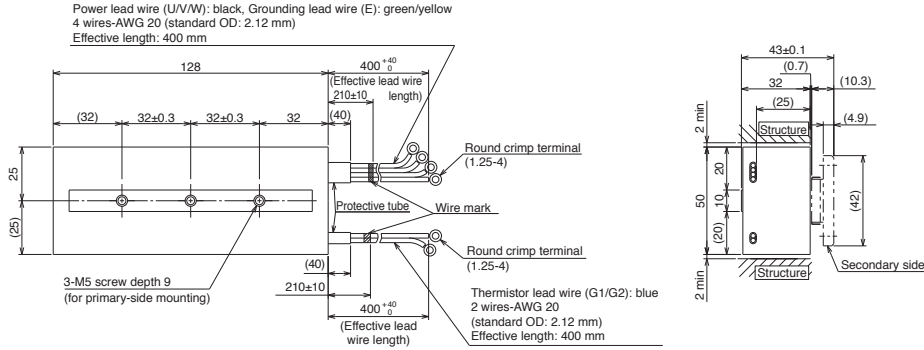 Power lead wire (U/V/W): black, Grounding lead wire (E): green/yellow
4 wires-AWG 20 (standard OD: 2.12 mm)
Effective length: 400 mm
128
400 +40 0
(Effective lead wire length)
210±10
(32)
32±0.3
32±0.3
32
(40)
25
(25)
Round crimp terminal
(1.25-4)
Protective tube
Wire mark
Round crimp terminal
(1.25-4)
(40)
3-M5 screw depth 9
(for primary-side mounting)
210±10
400 +40 0
(Effective lead
wire length)
Thermistor lead wire (G1/G2): blue
2 wires-AWG 20
(standard OD: 2.12 mm)
Effective length: 400 mm
43±0.1
(0.7)
32
(10.3)
(25)
(4.9)
2 min
Structure
50
20
10
(20)
(42)
2 min
Structure
Secondary side